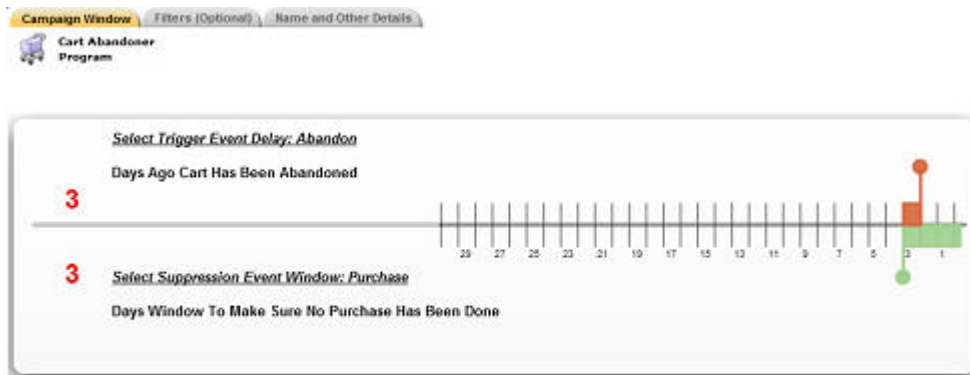 Campaign Window Filters (Optional) Name and Other Details
Cart Abandoner
Program
Select Trigger Event Delay: Abandon
Days Ago Cart Has Been Abandoned
3
29 27 25 23 21 19 17 15 13 11 9 7 5 3 1
3 Select Suppression Event Window: Purchase
Days Window To Make Sure No Purchase Has Been Done